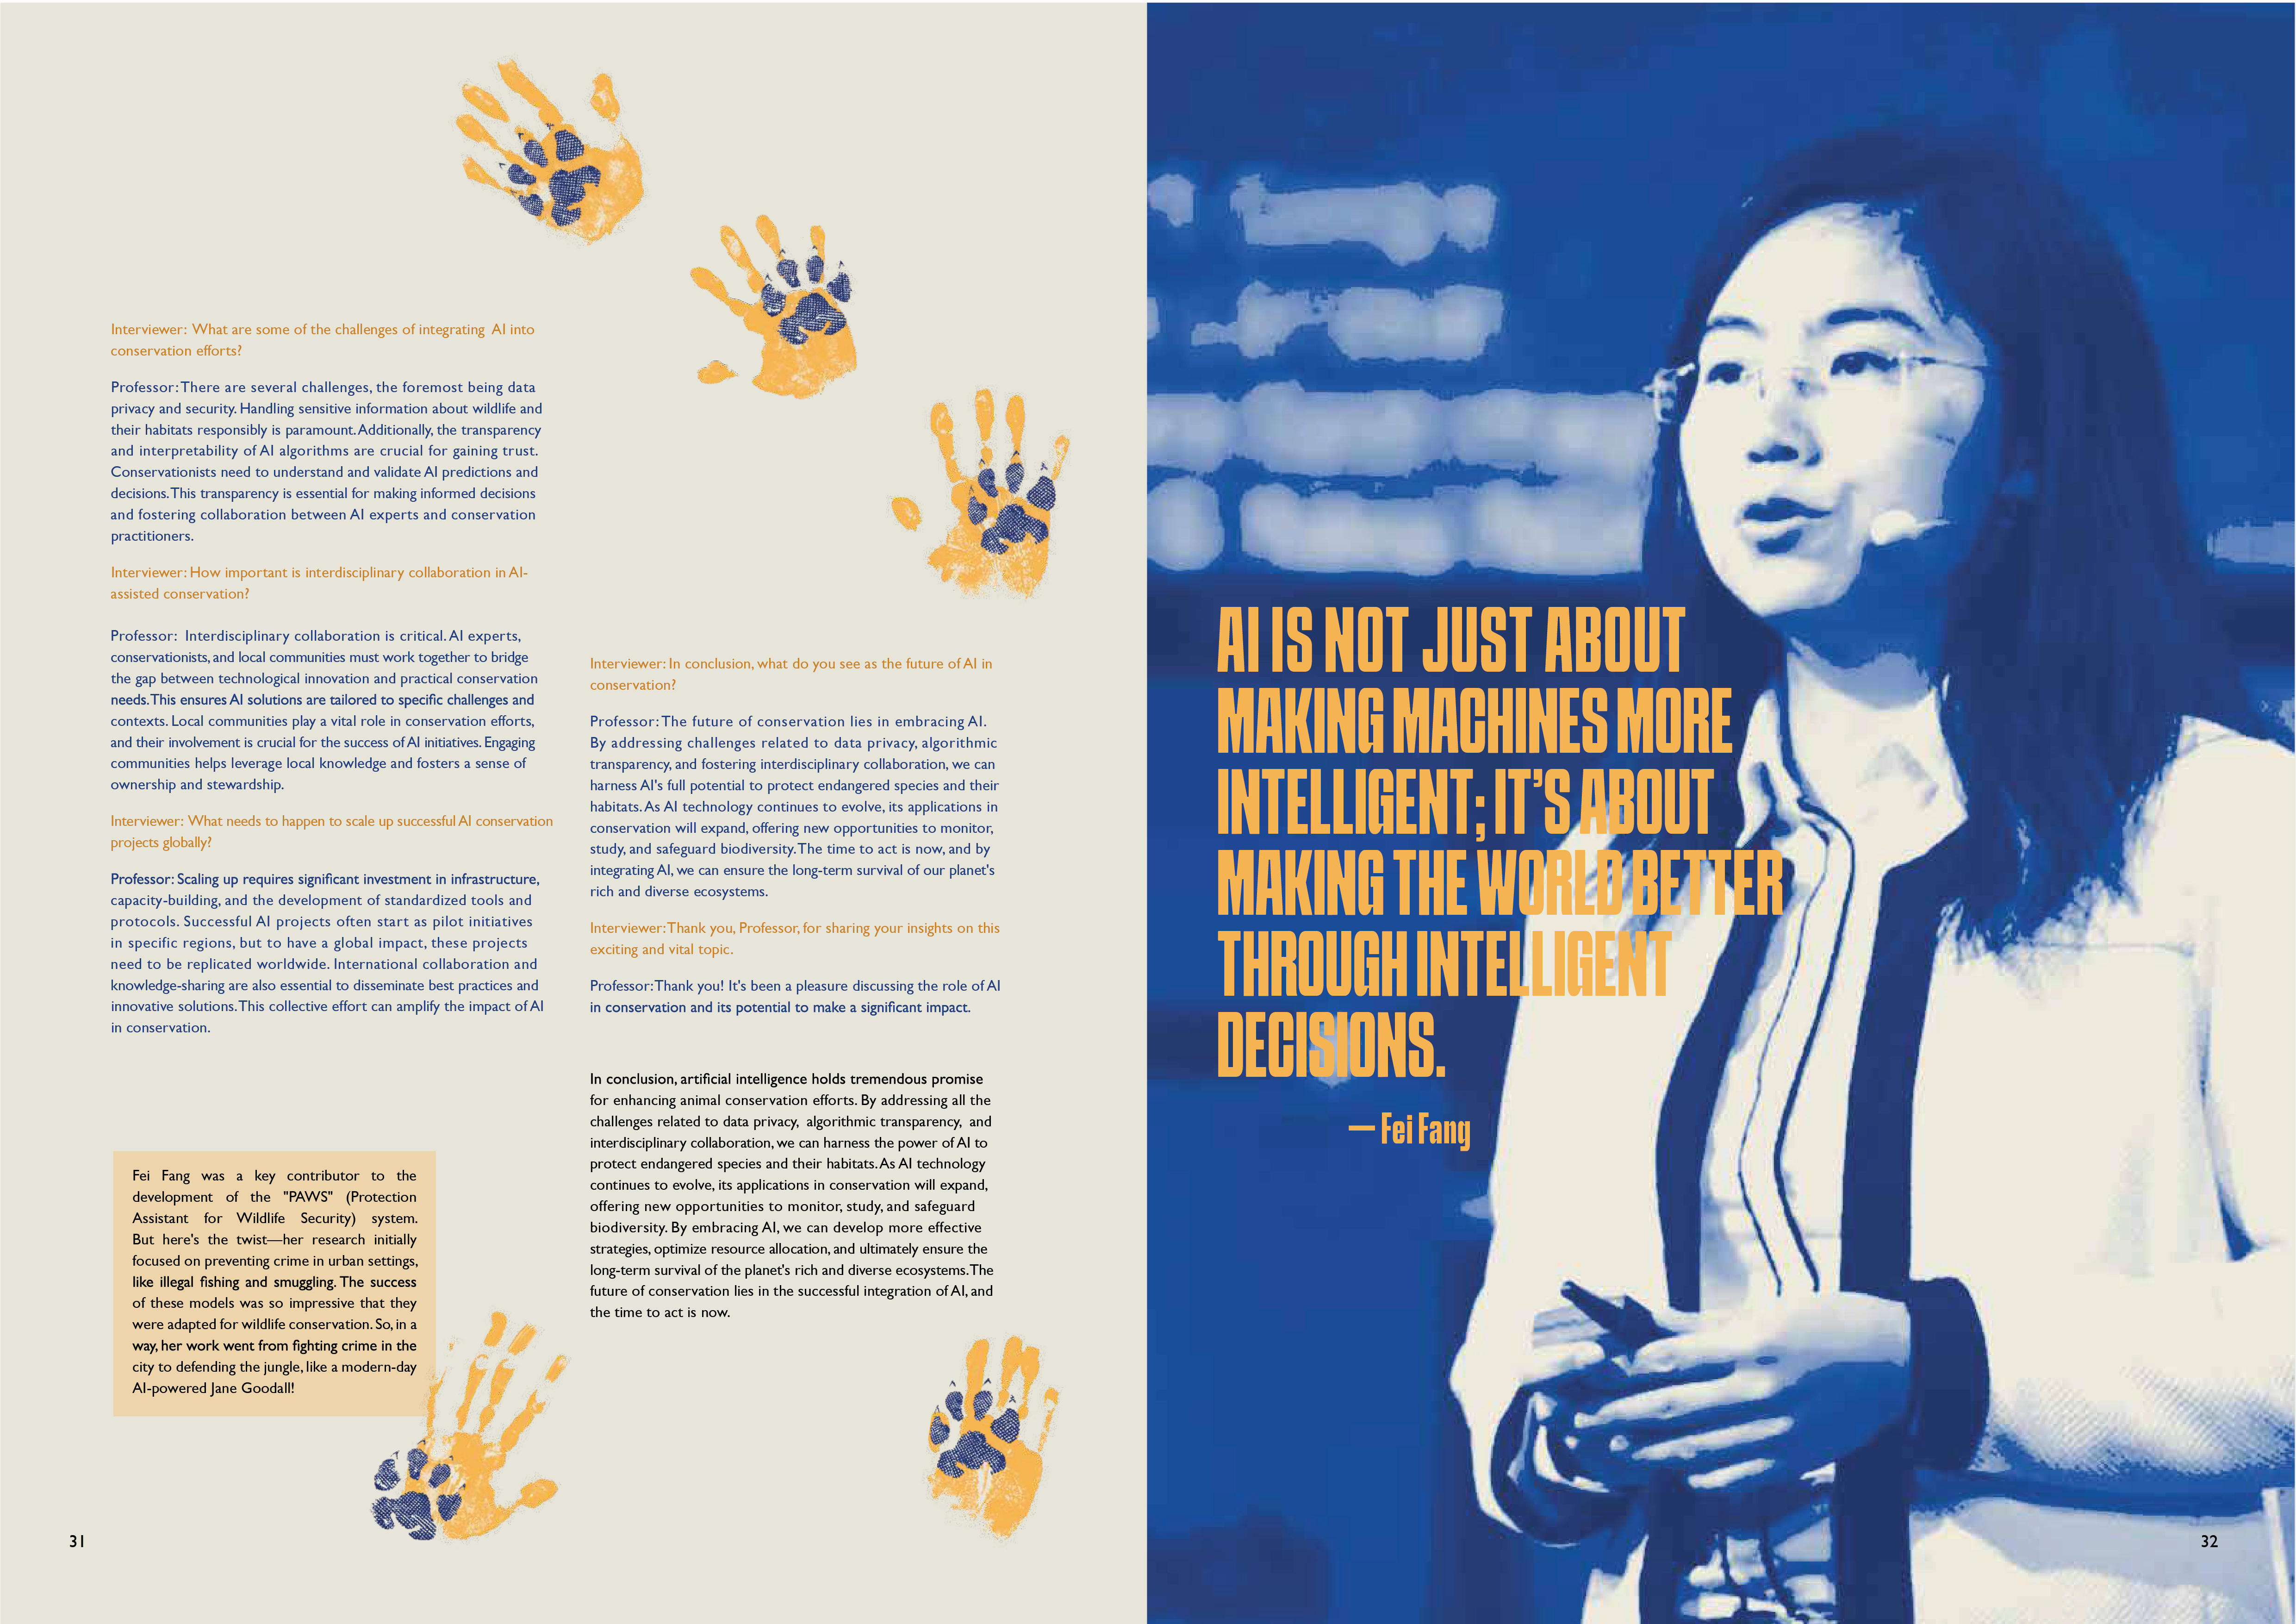 Interviewer: What are some of the challenges of integrating AI into
conservation efforts?
Professor: There are several challenges, the foremost being data
privacy and security. Handling sensitive information about wildlife and
their habitats responsibly is paramount. Additionally, the transparency
and interpretability of AI algorithms are crucial for gaining trust.
Conservationists need to understand and validate AI predictions and
decisions. This transparency is essential for making informed decisions
and fostering collaboration between AI experts and conservation
practitioners.
Interviewer: How important is interdisciplinary collaboration in AI-
assisted conservation?
Professor: Interdisciplinary collaboration is critical. AI experts,
conservationists, and local communities must work together to bridge
the gap between technological innovation and practical conservation
needs. This ensures AI solutions are tailored to specific challenges and
contexts. Local communities play a vital role in conservation efforts,
and their involvement is crucial for the success of AI initiatives. Engaging
communities helps leverage local knowledge and fosters a sense of
ownership and stewardship.
Interviewer: What needs to happen to scale up successful AI conservation
projects globally?
Professor: Scaling up requires significant investment in infrastructure,
capacity-building, and the development of standardized tools and
protocols. Successful AI projects often start as pilot initiatives
in specific regions, but to have a global impact, these projects
need to be replicated worldwide. International collaboration and
knowledge-sharing are also essential to disseminate best practices and
innovative solutions. This collective effort can amplify the impact of AI
in conservation.
Fei Fang was a key contributor to the
development of the "PAWS" (Protection
Assistant for Wildlife Security) system.
But here's the twist—her research initially
focused on preventing crime in urban settings,
like illegal fishing and smuggling. The success
of these models was so impressive that they
were adapted for wildlife conservation. So, in a
way, her work went from fighting crime in the
city to defending the jungle, like a modern-day
AI-powered Jane Goodall!
Interviewer: In conclusion, what do you see as the future of AI in
conservation?
Professor: The future of conservation lies in embracing AI.
By addressing challenges related to data privacy, algorithmic
transparency, and fostering interdisciplinary collaboration, we can
harness AI's full potential to protect endangered species and their
habitats. As AI technology continues to evolve, its applications in
conservation will expand, offering new opportunities to monitor,
study, and safeguard biodiversity. The time to act is now, and by
integrating AI, we can ensure the long-term survival of our planet's
rich and diverse ecosystems.
Interviewer: Thank you, Professor, for sharing your insights on this
exciting and vital topic.
Professor: Thank you! It's been a pleasure discussing the role of AI
in conservation and its potential to make a significant impact.
In conclusion, artificial intelligence holds tremendous promise
for enhancing animal conservation efforts. By addressing all the
challenges related to data privacy, algorithmic transparency, and
interdisciplinary collaboration, we can harness the power of AI to
protect endangered species and their habitats. As AI technology
continues to evolve, its applications in conservation will expand,
offering new opportunities to monitor, study, and safeguard
biodiversity. By embracing AI, we can develop more effective
strategies, optimize resource allocation, and ultimately ensure the
long-term survival of the planet's rich and diverse ecosystems. The
future of conservation lies in the successful integration of AI, and
the time to act is now.
31
AI IS NOT JUST ABOUT
MAKING MACHINES MORE
INTELLIGENT; IT'S ABOUT
MAKING THE WORLD BETTER
THROUGH INTELLIGENT
DECISIONS.
— Fei Fang
32